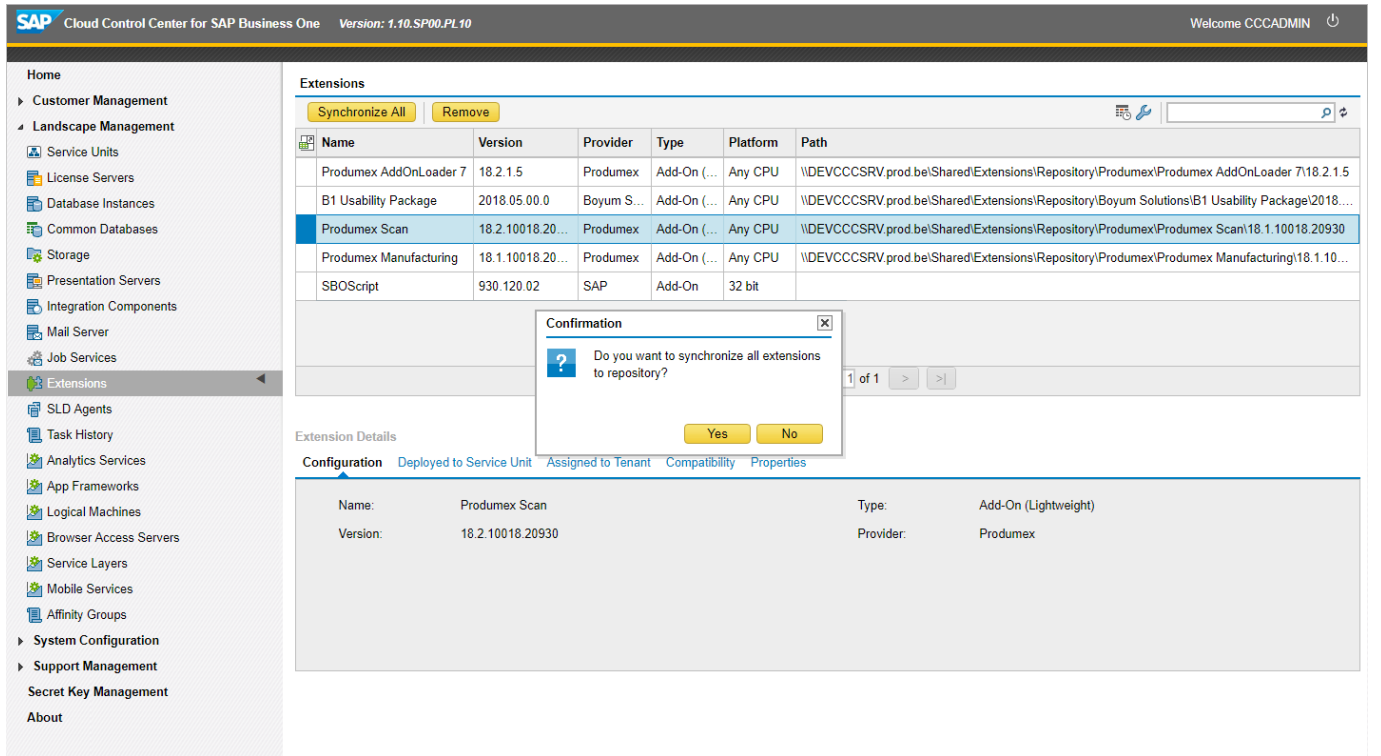 SAP Cloud Control Center for SAP Business One Version: 1.10.SP00.PL10 Welcome CCCADMIN
Home
Customer Management
Landscape Management
Service Units
License Servers
Database Instances
Common Databases
Storage
Presentation Servers
Integration Components
Mail Server
Job Services
Extensions
SLD Agents
Task History
Analytics Services
App Frameworks
Logical Machines
Browser Access Servers
Service Layers
Mobile Services
Affinity Groups
System Configuration
Support Management
Secret Key Management
About
Extensions
Synchronize All Remove
Name Version Provider Type Platform Path
Produmex AddOnLoader 7 18.2.1.5 Produmex Add-On (... Any CPU \\DEVCCCSRV.prod.be\Shared\Extensions\Repository\Produmex\Produmex AddOnLoader 7\18.2.1.5
B1 Usability Package 2018.05.00.0 Boyum S... Add-On (... Any CPU \\DEVCCCSRV.prod.be\Shared\Extensions\Repository\Boyum Solutions\B1 Usability Package\2018....
Produmex Scan 18.2.10018.20... Produmex Add-On (... Any CPU \\DEVCCCSRV.prod.be\Shared\Extensions\Repository\Produmex\Produmex Scan\18.1.10018.20930
Produmex Manufacturing 18.1.10018.20... Produmex Add-On (... Any CPU \\DEVCCCSRV.prod.be\Shared\Extensions\Repository\Produmex\Produmex Manufacturing\18.1.10...
SBOScript 930.120.02 SAP Add-On 32 bit
Confirmation
? Do you want to synchronize all extensions
to repository?
Yes No
1 of 1 > >|
Extension Details
Configuration Deployed to Service Unit Assigned to Tenant Compatibility Properties
Name: Produmex Scan Type: Add-On (Lightweight)
Version: 18.2.10018.20930 Provider: Produmex